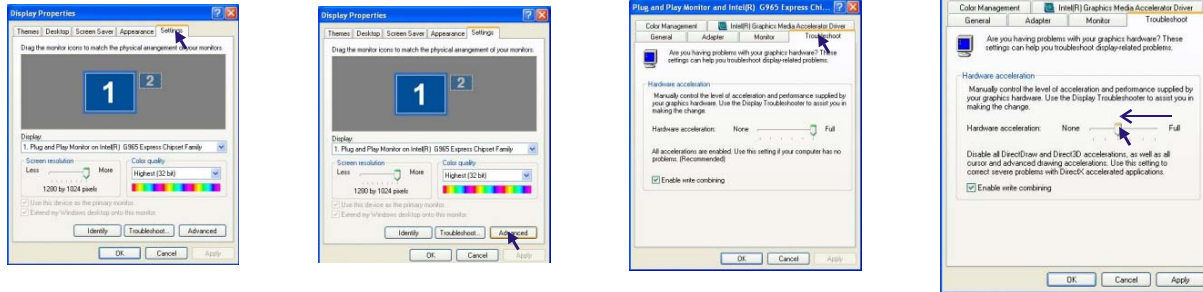 Display Properties
Themes Desktop Screen Saver Appearance Settings
Drag the monitor icons to match the physical arrangement of your monitors.
1 2
Display:
1. Plug and Play Monitor on Intel(R) G965 Express Chipset Family
Screen resolution
Less More
1280 by 1024 pixels
Color quality
Highest (32 bit)
Use this device as the primary monitor.
Extend my Windows desktop onto this monitor.
Identify Troubleshoot... Advanced
OK Cancel Apply
Display Properties
Themes Desktop Screen Saver Appearance Settings
Drag the monitor icons to match the physical arrangement of your monitors.
1 2
Display:
1. Plug and Play Monitor on Intel(R) G965 Express Chipset Family
Screen resolution
Less More
1280 by 1024 pixels
Color quality
Highest (32 bit)
Use this device as the primary monitor.
Extend my Windows desktop onto this monitor.
Identify Troubleshoot... Advanced
OK Cancel Apply
Plug and Play Monitor and Intel(R) G965 Express Chi...
Color Management Intel(R) Graphics Media Accelerator Driver
General Adapter Monitor Troubleshoot
Are you having problems with your graphics hardware? These
settings can help you troubleshoot display-related problems.
Hardware acceleration
Manually control the level of acceleration and performance supplied by
your graphics hardware. Use the Display Troubleshooter to assist you in
making the change.
Hardware acceleration: None Full
All accelerations are enabled. Use this setting if your computer has no
problems. (Recommended)
Enable write combining
OK Cancel Apply
Color Management Intel(R) Graphics Media Accelerator Driver
General Adapter Monitor Troubleshoot
Are you having problems with your graphics hardware? These
settings can help you troubleshoot display-related problems.
Hardware acceleration
Manually control the level of acceleration and performance supplied by
your graphics hardware. Use the Display Troubleshooter to assist you in
making the change.
Hardware acceleration: None Full
Disable all DirectDraw and Direct3D accelerations, as well as all
cursor and advanced drawing accelerations. Use this setting to
correct severe problems with DirectX accelerated applications.
Enable write combining
OK Cancel Apply